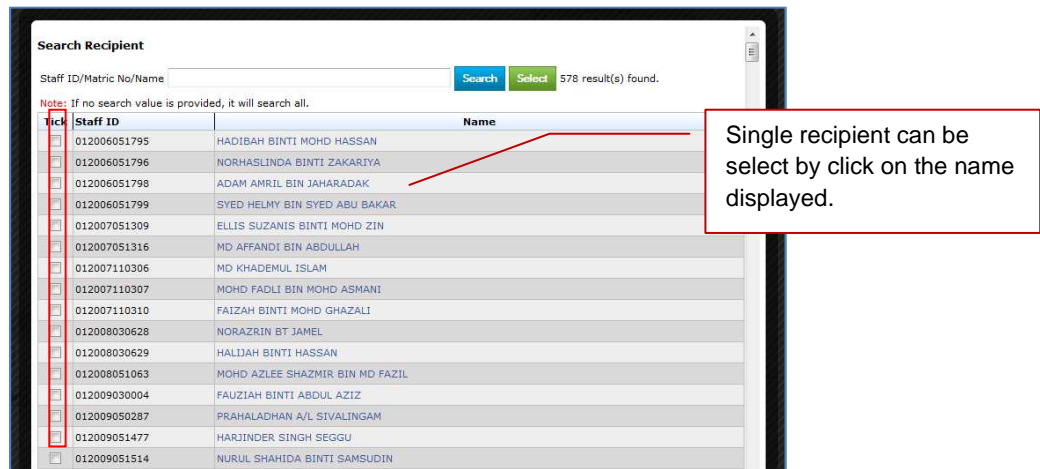 Search Recipient
Staff ID/Matric No/Name Search Select 578 result(s) found.
Note: If no search value is provided, it will search all.
Tick Staff ID Name
012006051795 HADIBAH BINTI MOHD HASSAN
012006051796 NORHASLINDA BINTI ZAKARIYA
012006051798 ADAM AMRIL BIN JAHARADAK
012006051799 SYED HELMY BIN SYED ABU BAKAR
012007051309 ELLIS SUZANIS BINTI MOHD ZIN
012007051316 MD AFFANDI BIN ABDULLAH
012007110306 MD KHADEMUL ISLAM
012007110307 MOHD FADLI BIN MOHD ASMANI
012007110310 FAIZAH BINTI MOHD GHAZALI
012008030628 NORAZRIN BT JAMEL
012008030629 HALIJAH BINTI HASSAN
012008051063 MOHD AZLEE SHAZMIR BIN MD FAZIL
012009030004 FAUZIAH BINTI ABDUL AZIZ
012009050287 PRAHALADHAN A/L SIVALINGAM
012009051477 HARJINDER SINGH SEGGU
012009051514 NURUL SHAHIDA BINTI SAMSUDIN
Single recipient can be
select by click on the name
displayed.